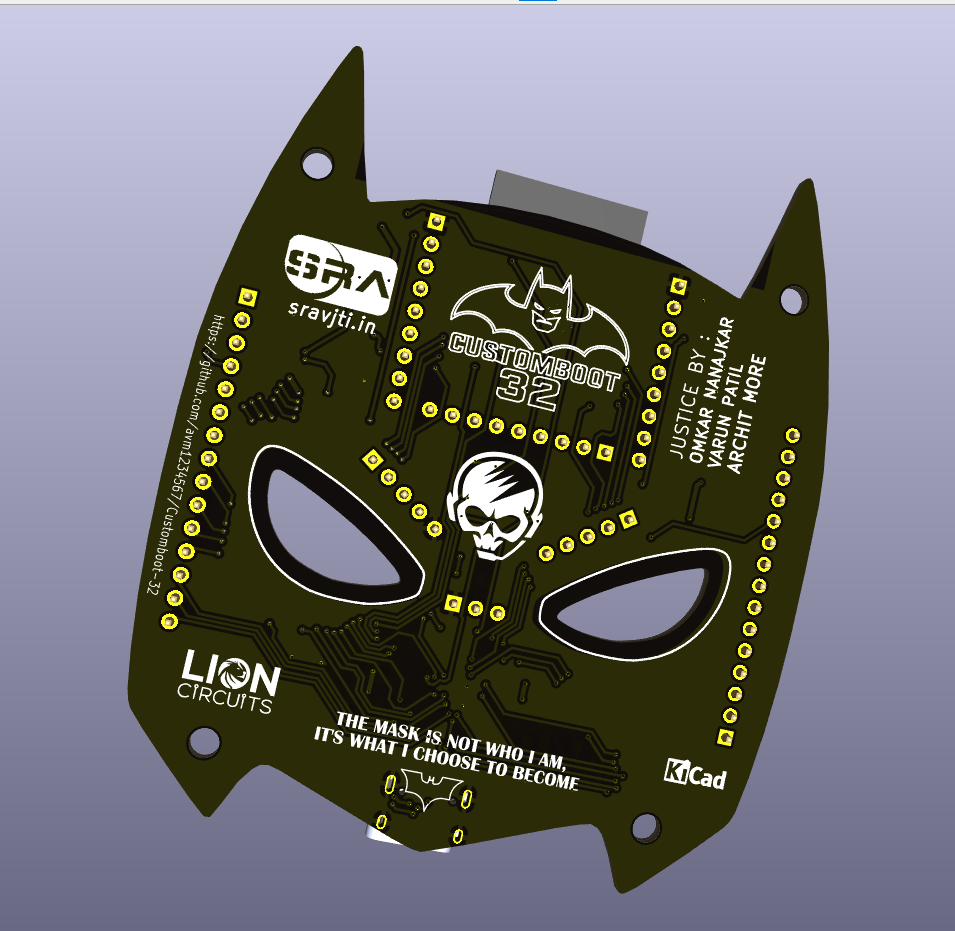 SRA
sravjti.in
CUSTOMBOOT
32
JUSTICE BY :
OMKAR NANAJKAR
VARUN PATIL
ARCHIT MORE
https://github.com/avm1234567/Customboot-32
LION
CIRCUITS
THE MASK IS NOT WHO I AM,
IT'S WHAT I CHOOSE TO BECOME
KiCad